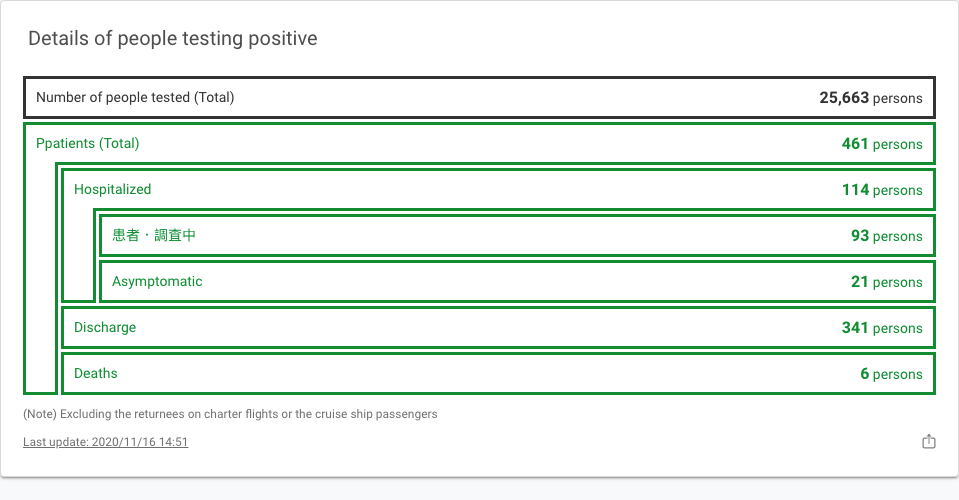 Details of people testing positive
Number of people tested (Total) 25,663 persons
Ppatients (Total) 461 persons
Hospitalized 114 persons
患者・調査中 93 persons
Asymptomatic 21 persons
Discharge 341 persons
Deaths 6 persons
(Note) Excluding the returnees on charter flights or the cruise ship passengers
Last update: 2020/11/16 14:51